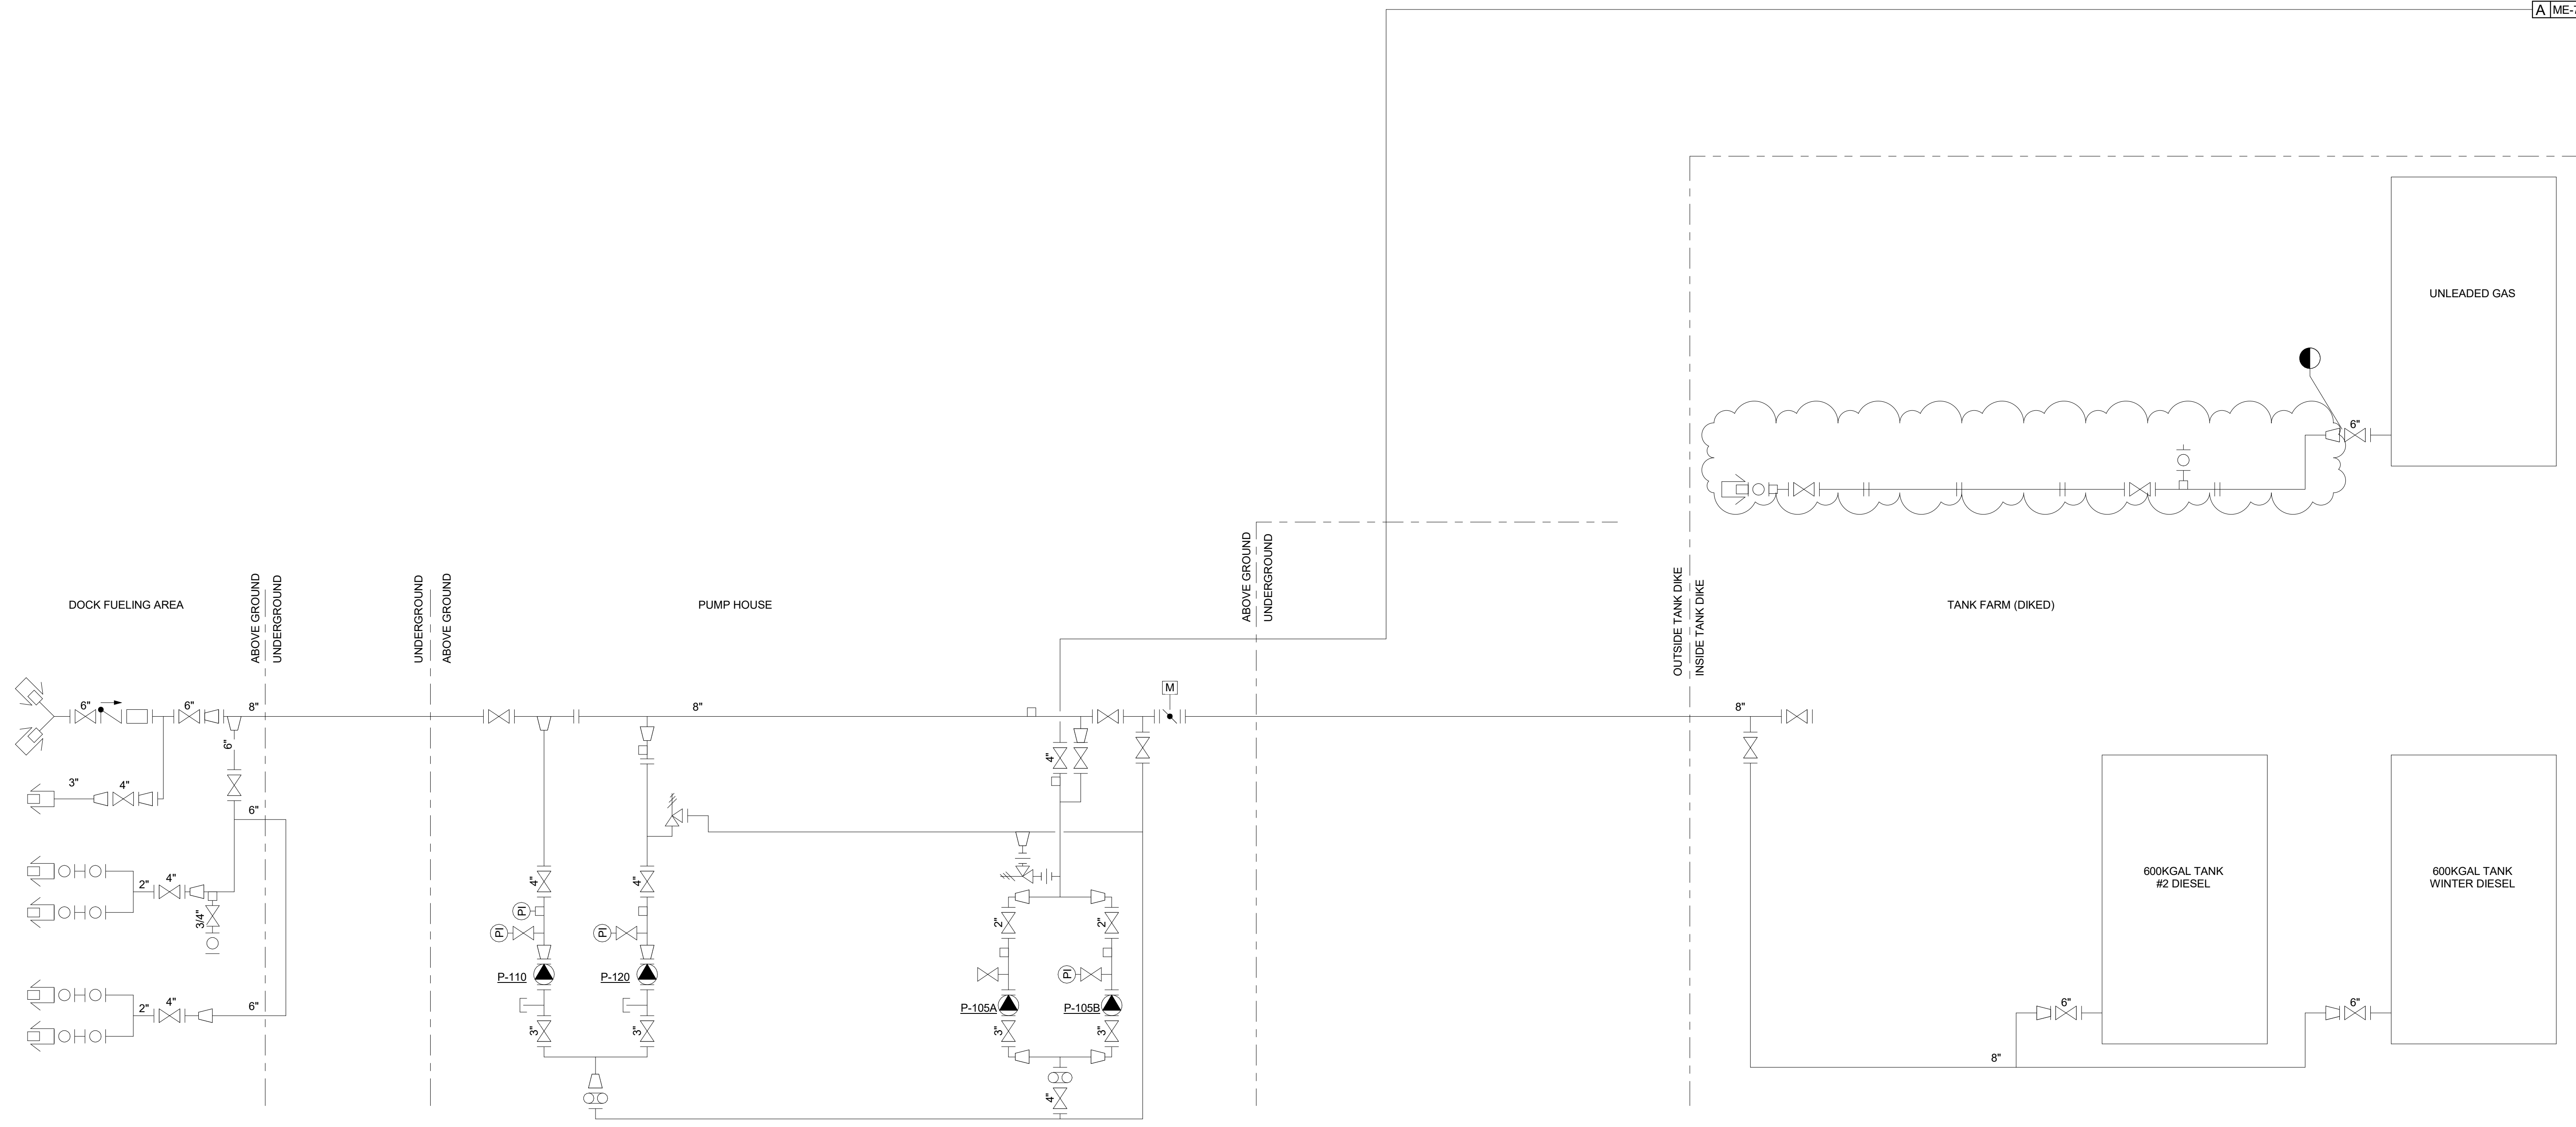 A ME-7
UNLEADED GAS
6"
ABOVE GROUND
UNDERGROUND
OUTSIDE TANK DIKE
INSIDE TANK DIKE
DOCK FUELING AREA
ABOVE GROUND
UNDERGROUND
UNDERGROUND
ABOVE GROUND
PUMP HOUSE
TANK FARM (DIKED)
M
6"
6"
8"
8"
8"
6"
4"
3"
4"
6"
2"
4"
3/4"
4"
4"
PI
PI
PI
2"
2"
PI
P-110
P-120
P-105A
P-105B
2"
4"
6"
3"
3"
3"
3"
4"
600KGAL TANK
#2 DIESEL
600KGAL TANK
WINTER DIESEL
6"
6"
8"